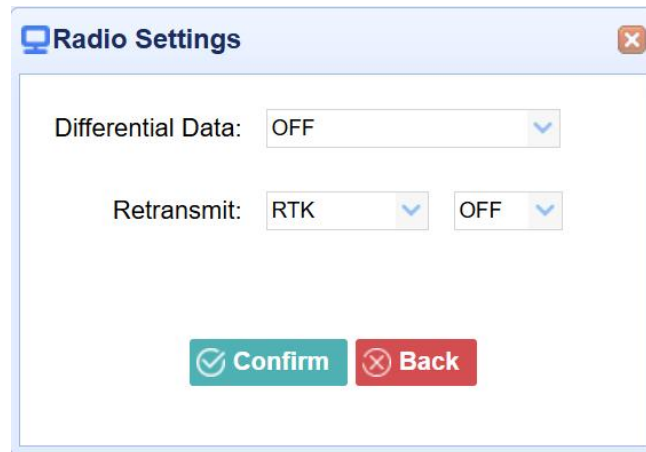 Radio Settings
Differential Data: OFF
Retransmit: RTK OFF
Confirm Back